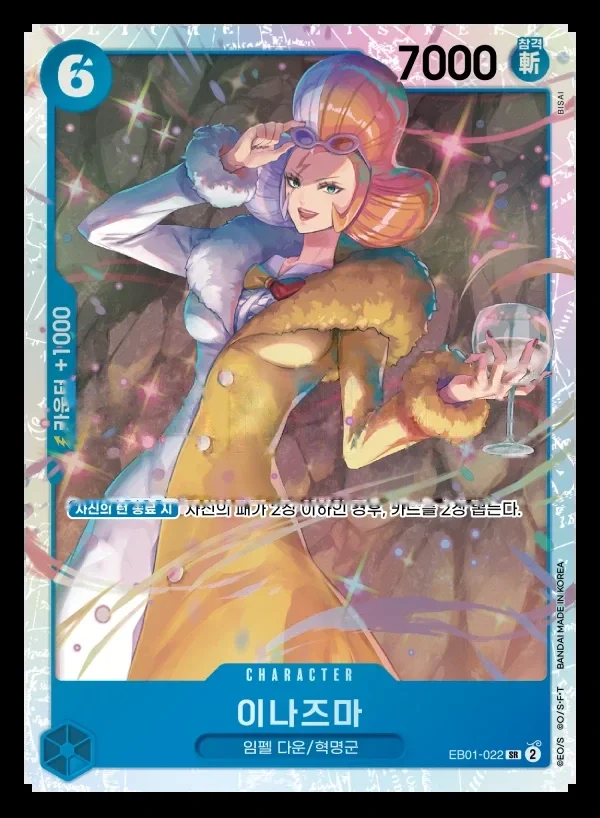 6
7000
참격
斬
BISAI
카운터 +1000
자신의 턴 종료 시 자신의 패가 2장 이하인 경우, 카드를 2장 뽑는다.
CHARACTER
이나즈마
임펠 다운/혁명군
EB01-022 SR 2
©EO/S ©O/S·F·T BANDAI MADE IN KOREA